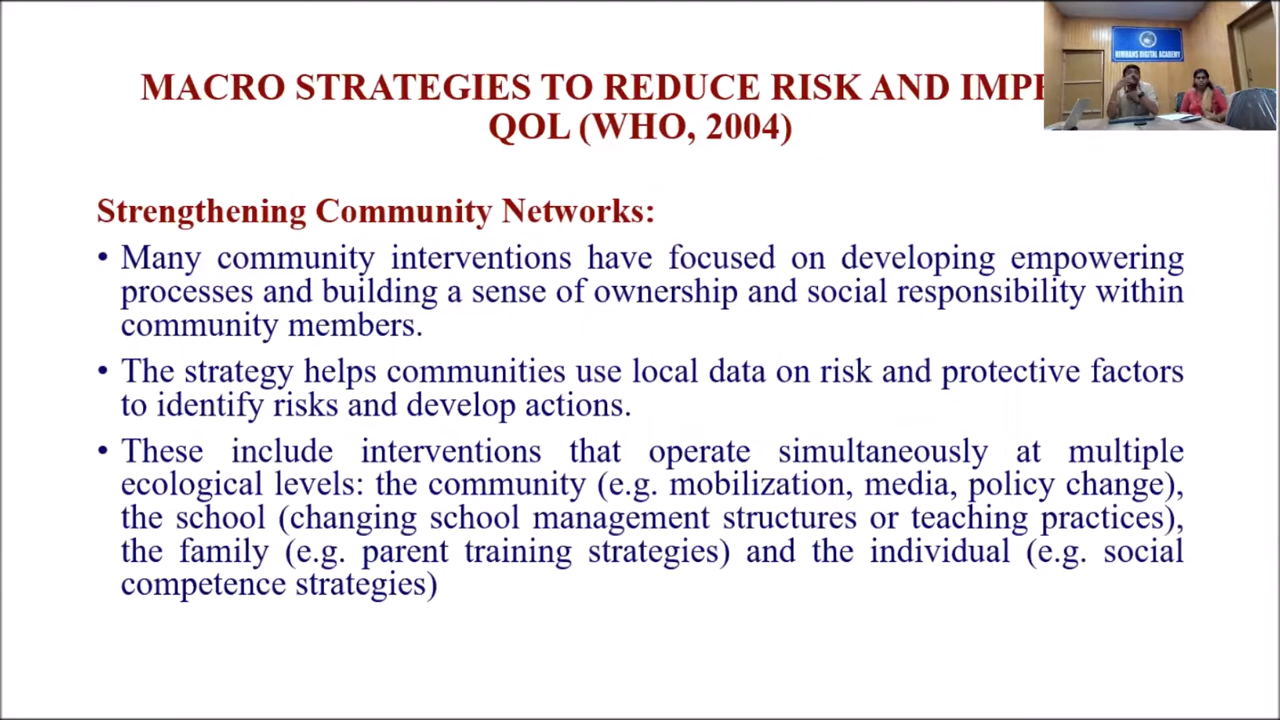 MACRO STRATEGIES TO REDUCE RISK AND
QOL (WHO, 2004)
NIMHANS DIGITAL ACADEMY
Strengthening Community Networks:
• Many community interventions have focused on developing empowering
processes and building a sense of ownership and social responsibility within
community members.
• The strategy helps communities use local data on risk and protective factors
to identify risks and develop actions.
• These include interventions that operate simultaneously at multiple
ecological levels: the community (e.g. mobilization, media, policy change),
the school (changing school management structures or teaching practices),
the family (e.g. parent training strategies) and the individual (e.g. social
competence strategies)